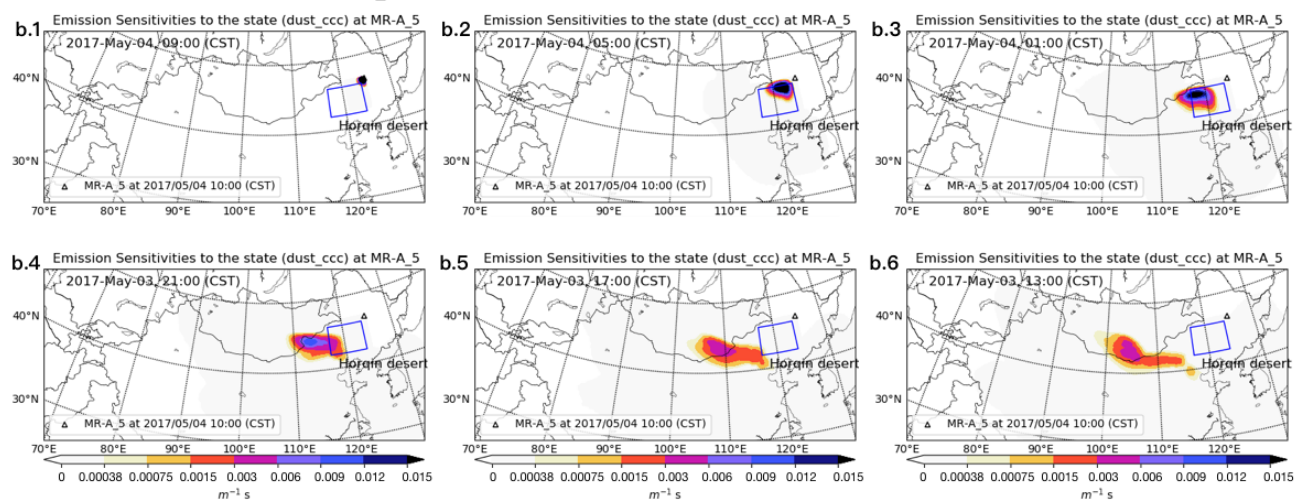 b.1
Emission Sensitivities to the state (dust_ccc) at MR-A_5
2017-May-04, 09:00 (CST)
40°N
30°N
Horqin desert
MR-A_5 at 2017/05/04 10:00 (CST)
70°E 80°E 90°E 100°E 110°E 120°E
b.2
Emission Sensitivities to the state (dust_ccc) at MR-A_5
2017-May-04, 05:00 (CST)
40°N
30°N
Horqin desert
MR-A_5 at 2017/05/04 10:00 (CST)
70°E 80°E 90°E 100°E 110°E 120°E
b.3
Emission Sensitivities to the state (dust_ccc) at MR-A_5
2017-May-04, 01:00 (CST)
40°N
30°N
Horqin desert
MR-A_5 at 2017/05/04 10:00 (CST)
70°E 80°E 90°E 100°E 110°E 120°E
b.4
Emission Sensitivities to the state (dust_ccc) at MR-A_5
2017-May-03, 21:00 (CST)
40°N
30°N
Horqin desert
MR-A_5 at 2017/05/04 10:00 (CST)
70°E 80°E 90°E 100°E 110°E 120°E
0 0.00038 0.00075 0.0015 0.003 0.006 0.009 0.012 0.015
m⁻¹ s
b.5
Emission Sensitivities to the state (dust_ccc) at MR-A_5
2017-May-03, 17:00 (CST)
40°N
30°N
Horqin desert
MR-A_5 at 2017/05/04 10:00 (CST)
70°E 80°E 90°E 100°E 110°E 120°E
0 0.00038 0.00075 0.0015 0.003 0.006 0.009 0.012 0.015
m⁻¹ s
b.6
Emission Sensitivities to the state (dust_ccc) at MR-A_5
2017-May-03, 13:00 (CST)
40°N
30°N
Horqin desert
MR-A_5 at 2017/05/04 10:00 (CST)
70°E 80°E 90°E 100°E 110°E 120°E
0 0.00038 0.00075 0.0015 0.003 0.006 0.009 0.012 0.015
m⁻¹ s